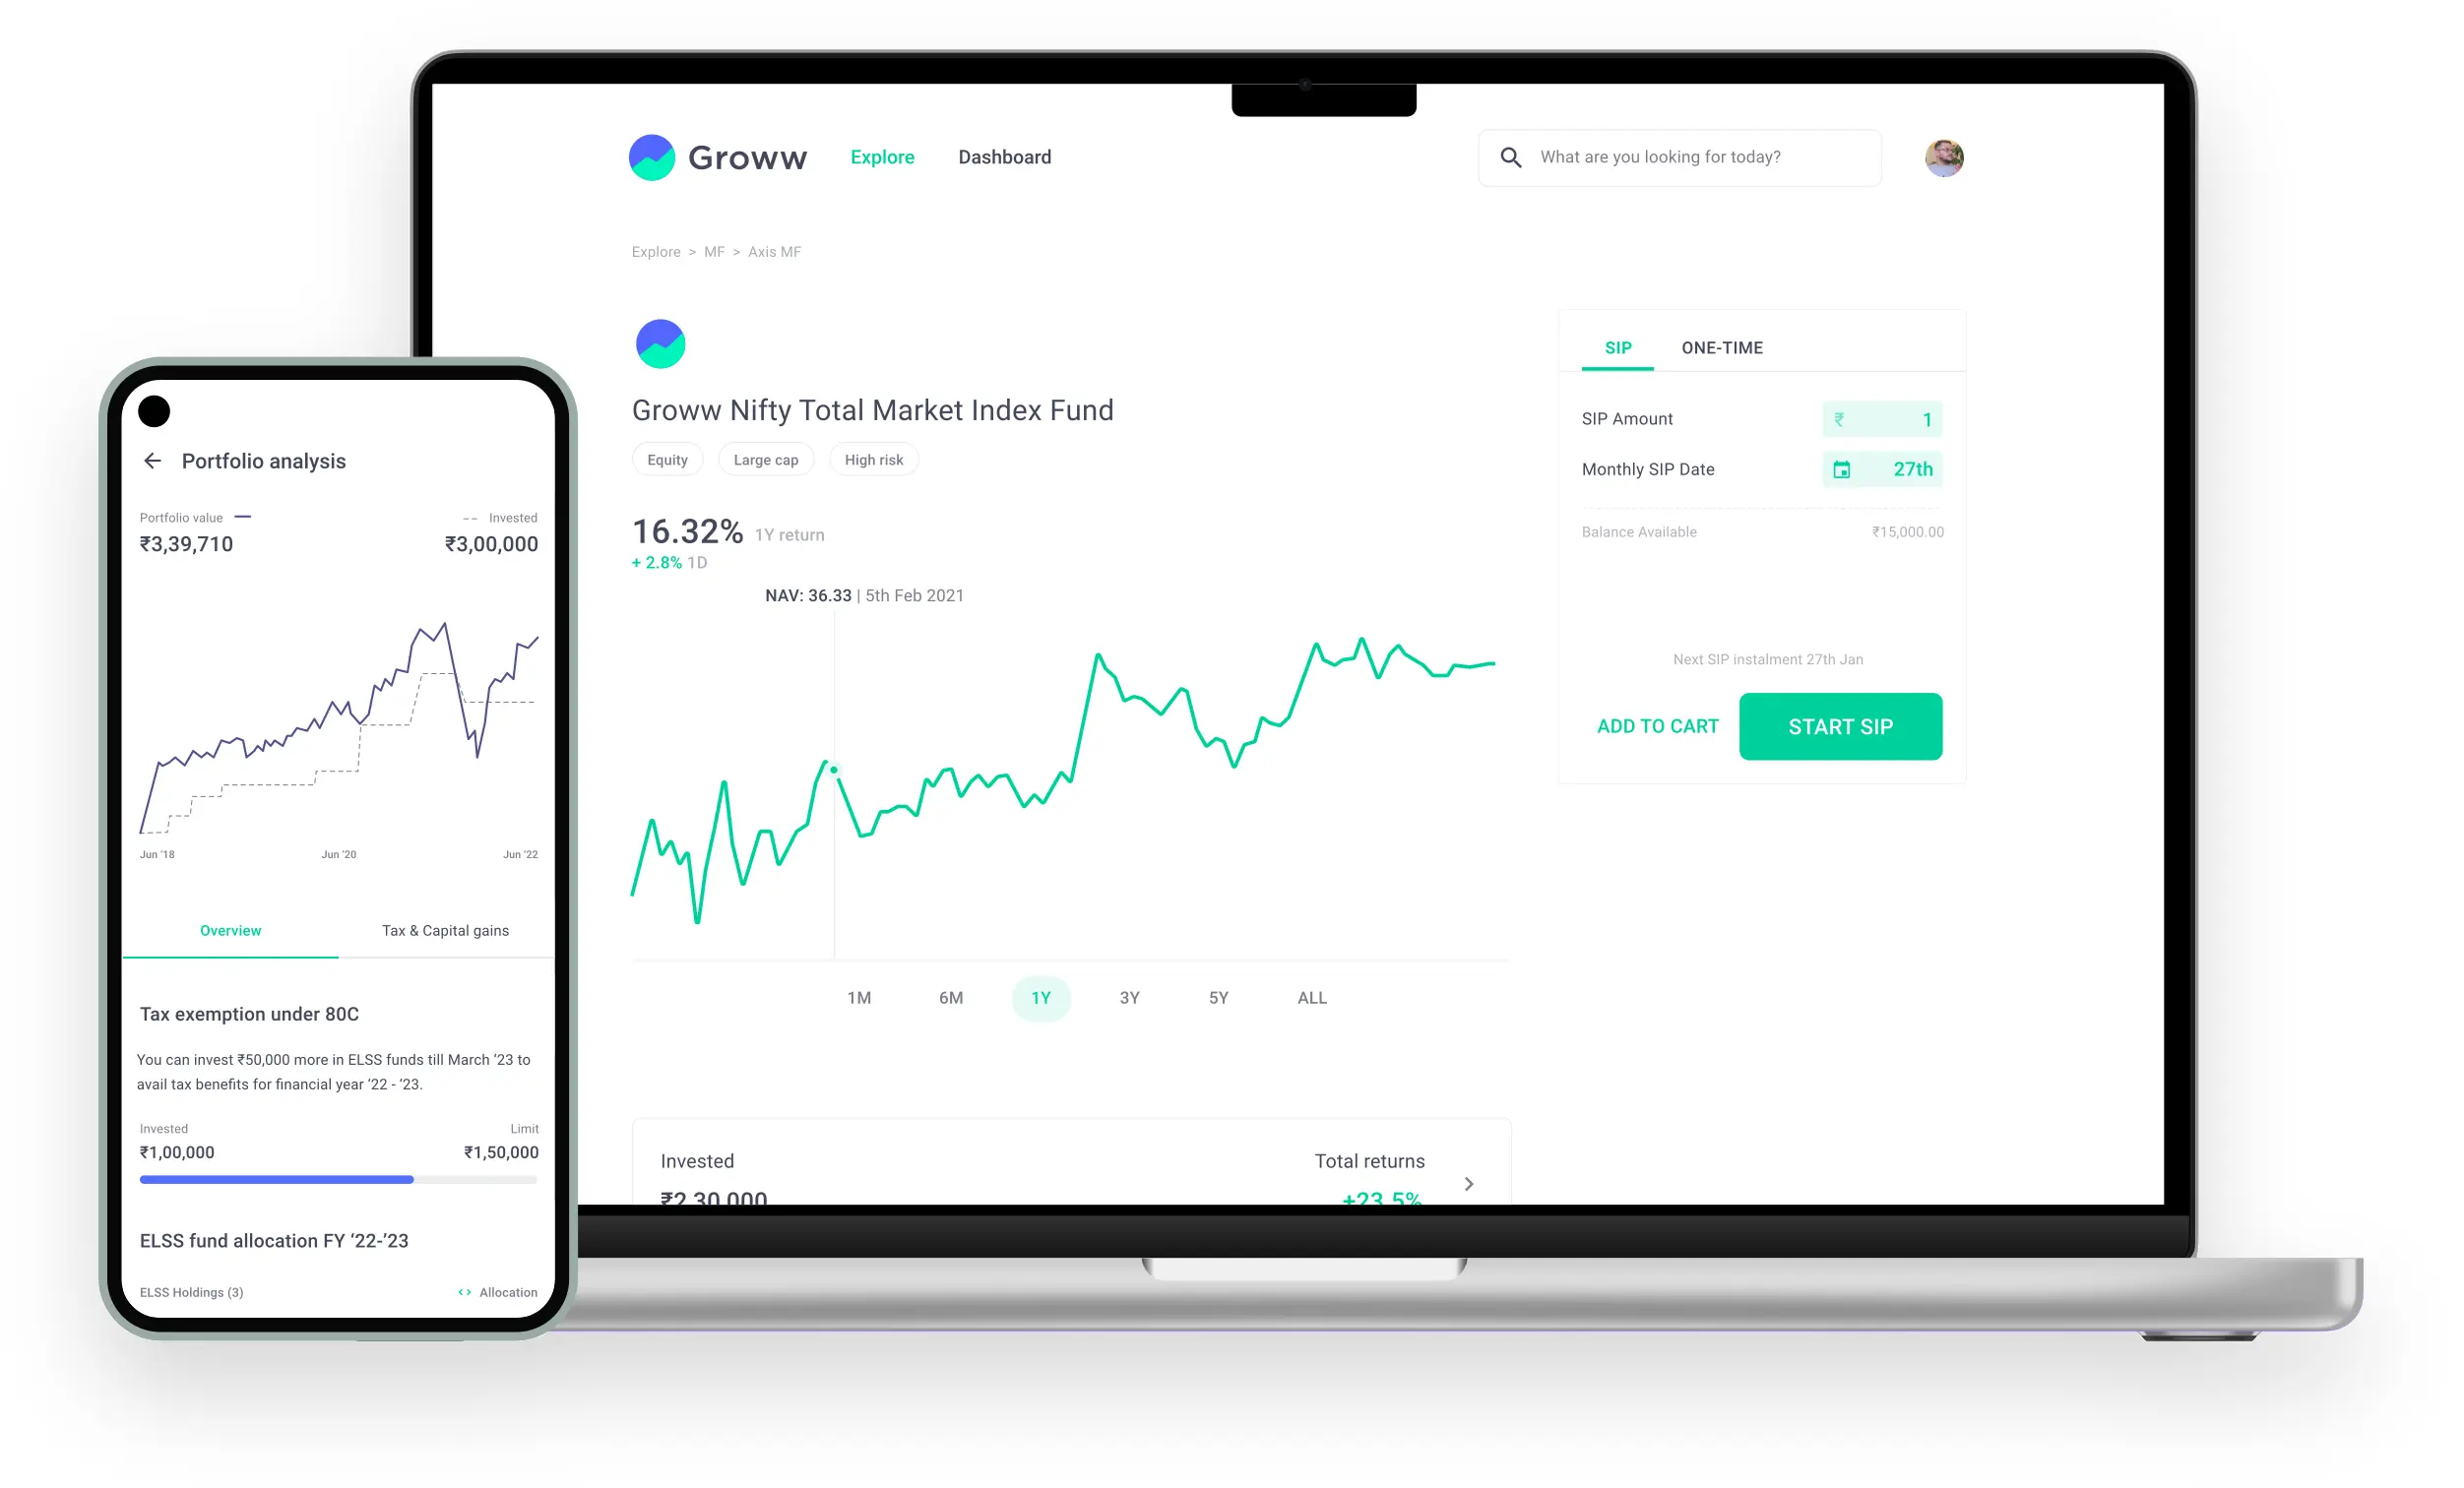 Groww
Explore
Dashboard
What are you looking for today?
Explore > MF > Axis MF
Groww Nifty Total Market Index Fund
Equity
Large cap
High risk
16.32% 1Y return
+ 2.8% 1D
NAV: 36.33 | 5th Feb 2021
1M 6M 1Y 3Y 5Y ALL
Invested
₹2,30,000
Total returns
+23.5%
SIP ONE-TIME
SIP Amount ₹ 1
Monthly SIP Date 27th
Balance Available ₹15,000.00
Next SIP instalment 27th Jan
ADD TO CART
START SIP
Portfolio analysis
Portfolio value
₹3,39,710
Invested
₹3,00,000
Jun '18 Jun '20 Jun '22
Overview
Tax & Capital gains
Tax exemption under 80C
You can invest ₹50,000 more in ELSS funds till March ‘23 to
avail tax benefits for financial year ‘22 - ‘23.
Invested
₹1,00,000
Limit
₹1,50,000
ELSS fund allocation FY ‘22-’23
ELSS Holdings (3)
<> Allocation